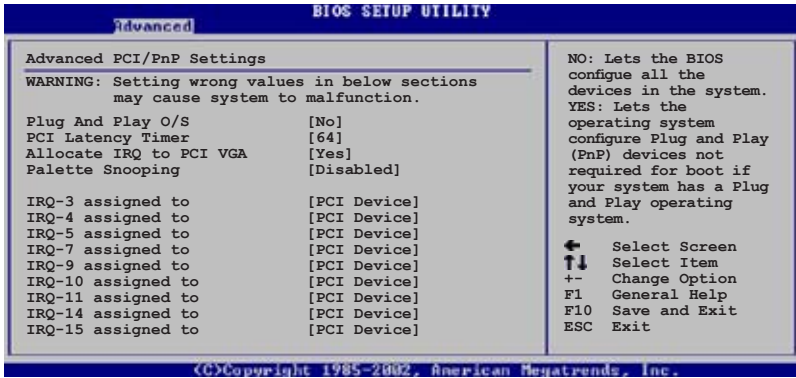 BIOS SETUP UTILITY
Advanced
Advanced PCI/PnP Settings
WARNING: Setting wrong values in below sections
may cause system to malfunction.
Plug And Play O/S [No]
PCI Latency Timer [64]
Allocate IRQ to PCI VGA [Yes]
Palette Snooping [Disabled]
IRQ-3 assigned to [PCI Device]
IRQ-4 assigned to [PCI Device]
IRQ-5 assigned to [PCI Device]
IRQ-7 assigned to [PCI Device]
IRQ-9 assigned to [PCI Device]
IRQ-10 assigned to [PCI Device]
IRQ-11 assigned to [PCI Device]
IRQ-14 assigned to [PCI Device]
IRQ-15 assigned to [PCI Device]
NO: Lets the BIOS
configue all the
devices in the system.
YES: Lets the
operating system
configure Plug and Play
(PnP) devices not
required for boot if
your system has a Plug
and Play operating
system.
← Select Screen
↑↓ Select Item
+- Change Option
F1 General Help
F10 Save and Exit
ESC Exit
(C)Copyright 1985-2002, American Megatrends, Inc.